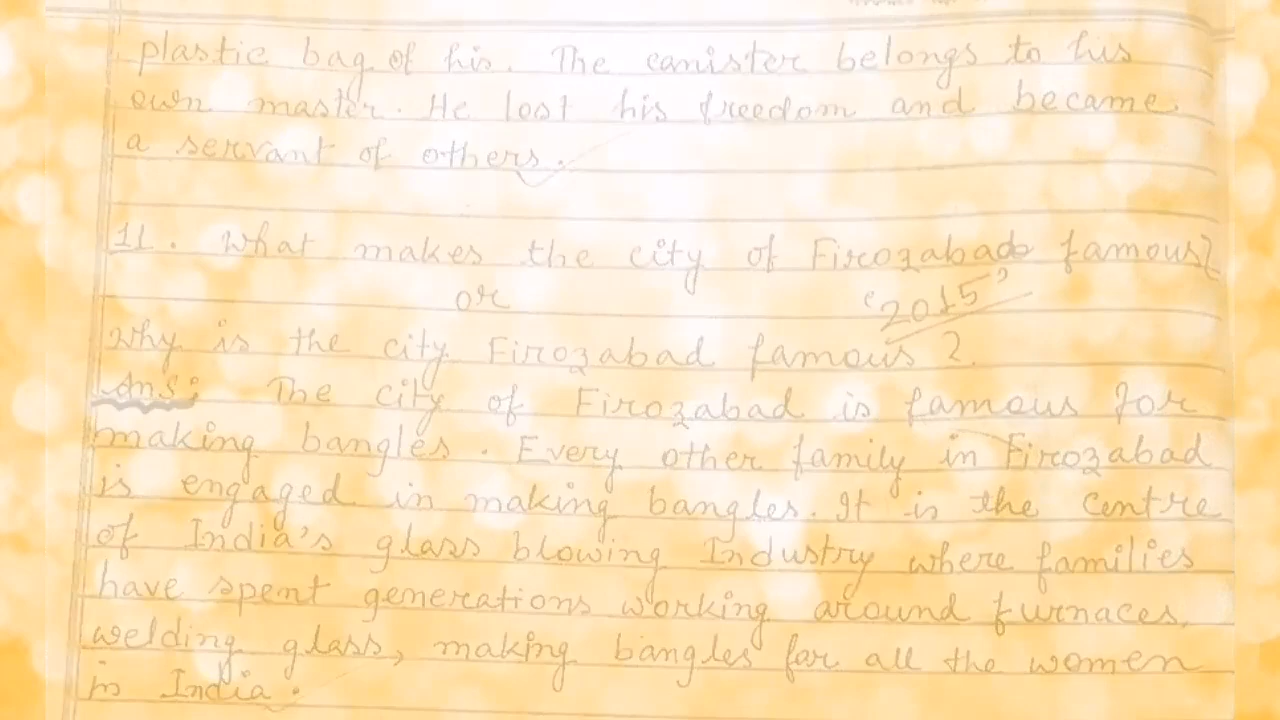 plastic bag of his. The canister belongs to his
own master. He lost his freedom and became
a servant of others.
11. What makes the city of Firozabad famous?
or "2015"
Why is the city Firozabad famous?
Ans: The city of Firozabad is famous for
making bangles. Every other family in Firozabad
is engaged in making bangles. It is the centre
of India's glass blowing Industry where families
have spent generations working around furnaces,
welding glass, making bangles for all the women
in India.